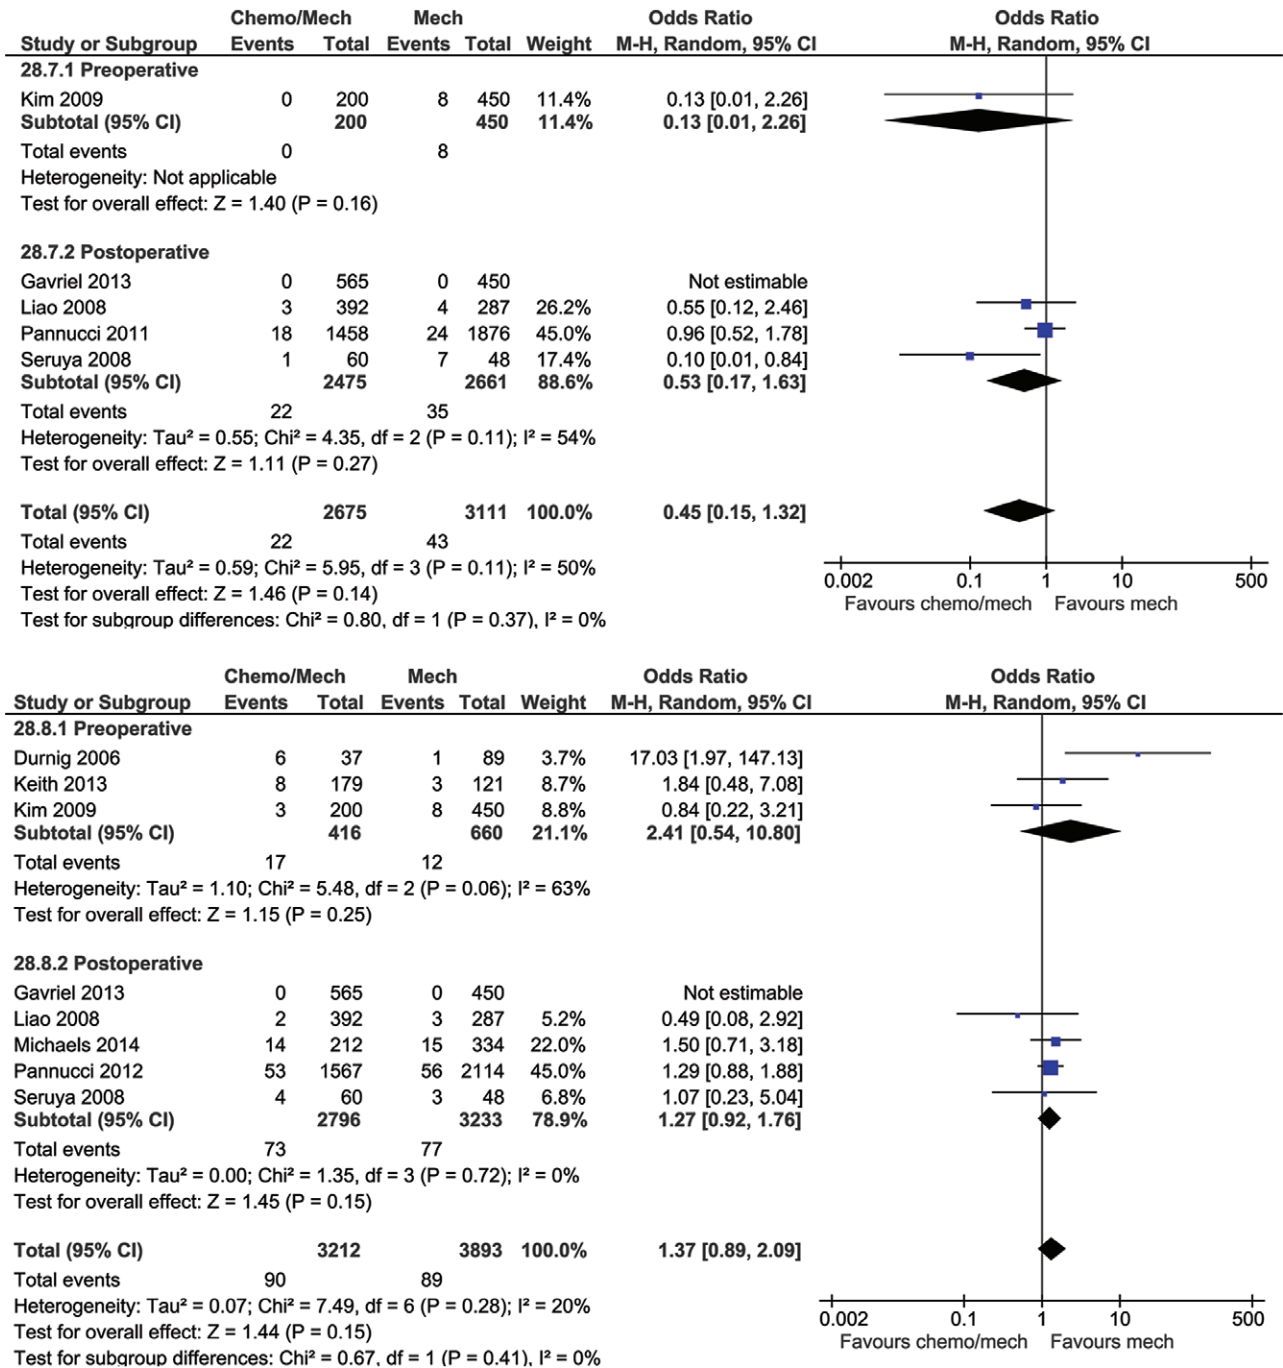 Chemo/Mech Mech Odds Ratio Odds Ratio
Study or Subgroup Events Total Events Total Weight M-H, Random, 95% CI M-H, Random, 95% CI
28.7.1 Preoperative
Kim 2009 0 200 8 450 11.4% 0.13 [0.01, 2.26]
Subtotal (95% CI) 200 450 11.4% 0.13 [0.01, 2.26]
Total events 0 8
Heterogeneity: Not applicable
Test for overall effect: Z = 1.40 (P = 0.16)
28.7.2 Postoperative
Gavriel 2013 0 565 0 450 Not estimable
Liao 2008 3 392 4 287 26.2% 0.55 [0.12, 2.46]
Pannucci 2011 18 1458 24 1876 45.0% 0.96 [0.52, 1.78]
Seruya 2008 1 60 7 48 17.4% 0.10 [0.01, 0.84]
Subtotal (95% CI) 2475 2661 88.6% 0.53 [0.17, 1.63]
Total events 22 35
Heterogeneity: Tau² = 0.55; Chi² = 4.35, df = 2 (P = 0.11); I² = 54%
Test for overall effect: Z = 1.11 (P = 0.27)
Total (95% CI) 2675 3111 100.0% 0.45 [0.15, 1.32]
Total events 22 43
Heterogeneity: Tau² = 0.59; Chi² = 5.95, df = 3 (P = 0.11); I² = 50%
Test for overall effect: Z = 1.46 (P = 0.14)
Test for subgroup differences: Chi² = 0.80, df = 1 (P = 0.37), I² = 0%
0.002 0.1 1 10 500
Favours chemo/mech Favours mech
Chemo/Mech Mech Odds Ratio Odds Ratio
Study or Subgroup Events Total Events Total Weight M-H, Random, 95% CI M-H, Random, 95% CI
28.8.1 Preoperative
Durnig 2006 6 37 1 89 3.7% 17.03 [1.97, 147.13]
Keith 2013 8 179 3 121 8.7% 1.84 [0.48, 7.08]
Kim 2009 3 200 8 450 8.8% 0.84 [0.22, 3.21]
Subtotal (95% CI) 416 660 21.1% 2.41 [0.54, 10.80]
Total events 17 12
Heterogeneity: Tau² = 1.10; Chi² = 5.48, df = 2 (P = 0.06); I² = 63%
Test for overall effect: Z = 1.15 (P = 0.25)
28.8.2 Postoperative
Gavriel 2013 0 565 0 450 Not estimable
Liao 2008 2 392 3 287 5.2% 0.49 [0.08, 2.92]
Michaels 2014 14 212 15 334 22.0% 1.50 [0.71, 3.18]
Pannucci 2012 53 1567 56 2114 45.0% 1.29 [0.88, 1.88]
Seruya 2008 4 60 3 48 6.8% 1.07 [0.23, 5.04]
Subtotal (95% CI) 2796 3233 78.9% 1.27 [0.92, 1.76]
Total events 73 77
Heterogeneity: Tau² = 0.00; Chi² = 1.35, df = 3 (P = 0.72); I² = 0%
Test for overall effect: Z = 1.45 (P = 0.15)
Total (95% CI) 3212 3893 100.0% 1.37 [0.89, 2.09]
Total events 90 89
Heterogeneity: Tau² = 0.07; Chi² = 7.49, df = 6 (P = 0.28); I² = 20%
Test for overall effect: Z = 1.44 (P = 0.15)
Test for subgroup differences: Chi² = 0.67, df = 1 (P = 0.41), I² = 0%
0.002 0.1 1 10 500
Favours chemo/mech Favours mech